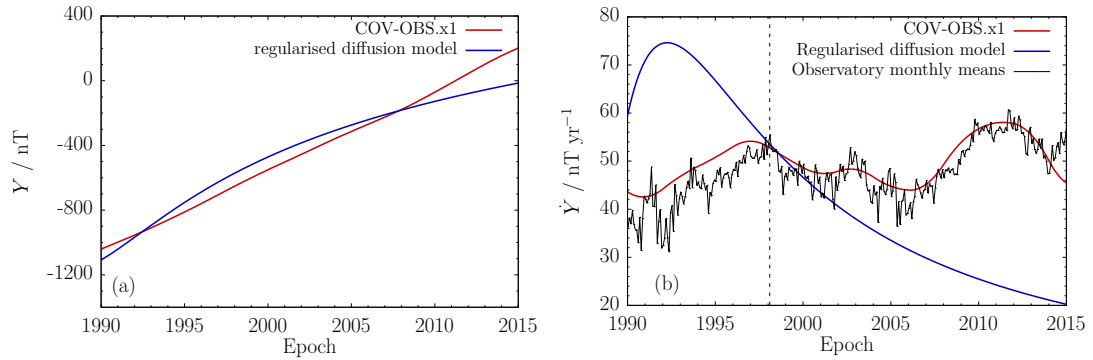 400
0
-400
-800
-1200
Y / nT
COV-OBS.x1
regularised diffusion model
(a)
1990 1995 2000 2005 2010 2015
Epoch
80
70
60
50
40
30
20
Ẏ / nT yr⁻¹
COV-OBS.x1
Regularised diffusion model
Observatory monthly means
(b)
1990 1995 2000 2005 2010 2015
Epoch